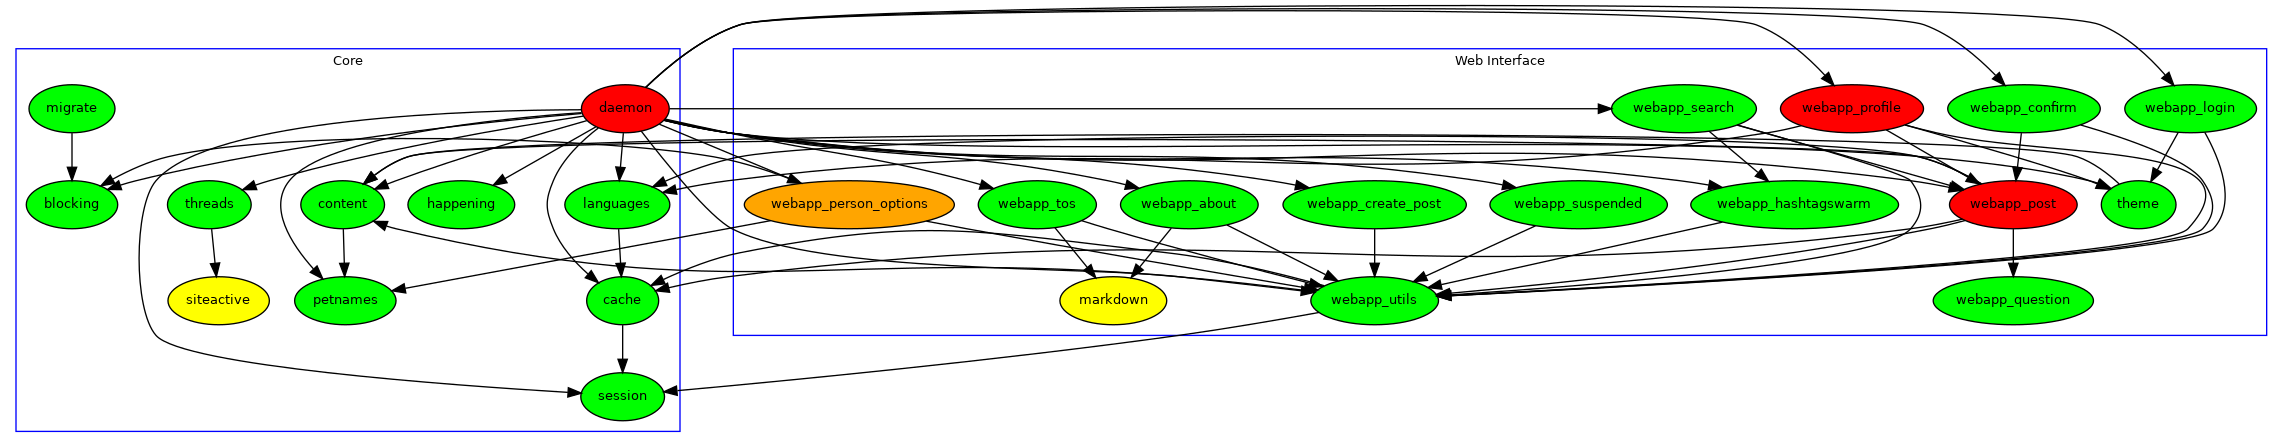 Core
Web Interface
migrate
daemon
webapp_search
webapp_profile
webapp_confirm
webapp_login
blocking
threads
content
happening
languages
webapp_person_options
webapp_tos
webapp_about
webapp_create_post
webapp_suspended
webapp_hashtagswarm
webapp_post
theme
siteactive
petnames
cache
markdown
webapp_utils
webapp_question
session